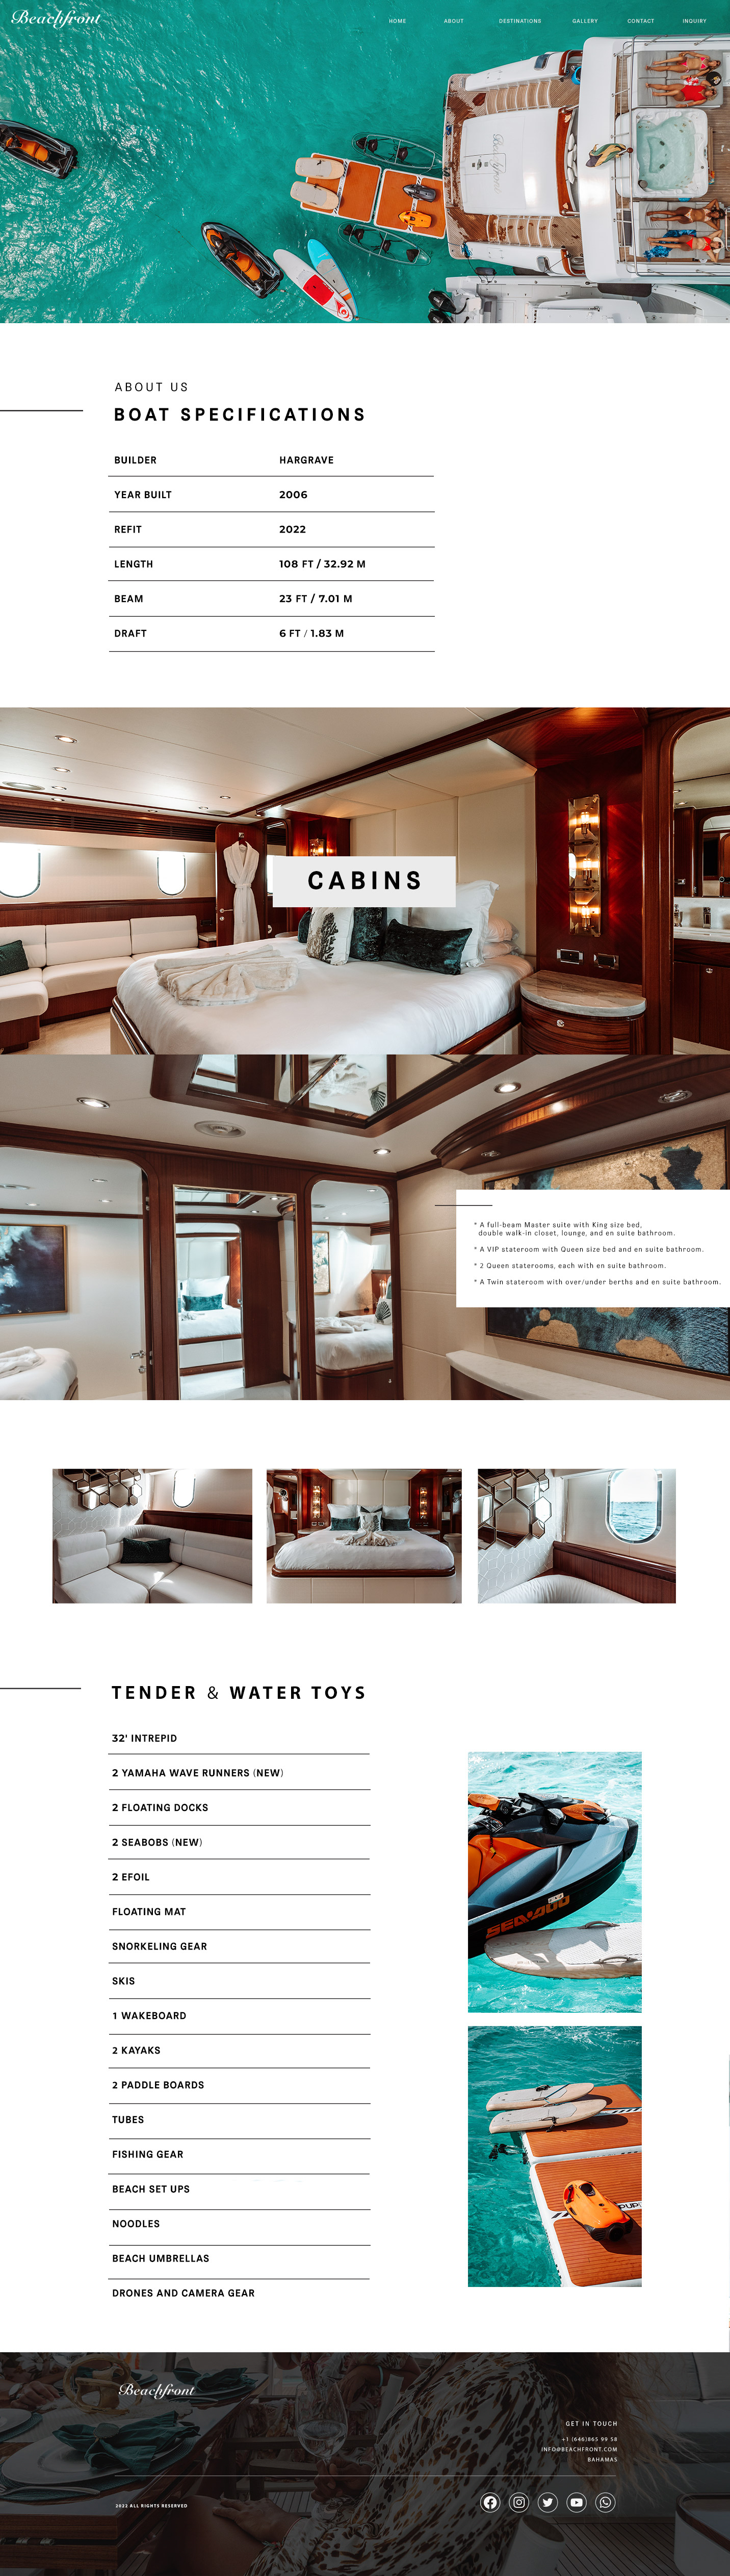 Beachfront
HOME ABOUT DESTINATIONS GALLERY CONTACT INQUIRY
ABOUT US
BOAT SPECIFICATIONS
BUILDER HARGRAVE
YEAR BUILT 2006
REFIT 2022
LENGTH 108 FT / 32.92 M
BEAM 23 FT / 7.01 M
DRAFT 6 FT / 1.83 M
CABINS
* A full-beam Master suite with King size bed,
double walk-in closet, lounge, and en suite bathroom.
* A VIP stateroom with Queen size bed and en suite bathroom.
* 2 Queen staterooms, each with en suite bathroom.
* A Twin stateroom with over/under berths and en suite bathroom.
TENDER & WATER TOYS
32' INTREPID
2 YAMAHA WAVE RUNNERS (NEW)
2 FLOATING DOCKS
2 SEABOBS (NEW)
2 EFOIL
FLOATING MAT
SNORKELING GEAR
SKIS
1 WAKEBOARD
2 KAYAKS
2 PADDLE BOARDS
TUBES
FISHING GEAR
BEACH SET UPS
NOODLES
BEACH UMBRELLAS
DRONES AND CAMERA GEAR
SEA-DOO
Beachfront
GET IN TOUCH
+1 (646)865 99 58
INFO@BEACHFRONT.COM
BAHAMAS
2022 ALL RIGHTS RESERVED